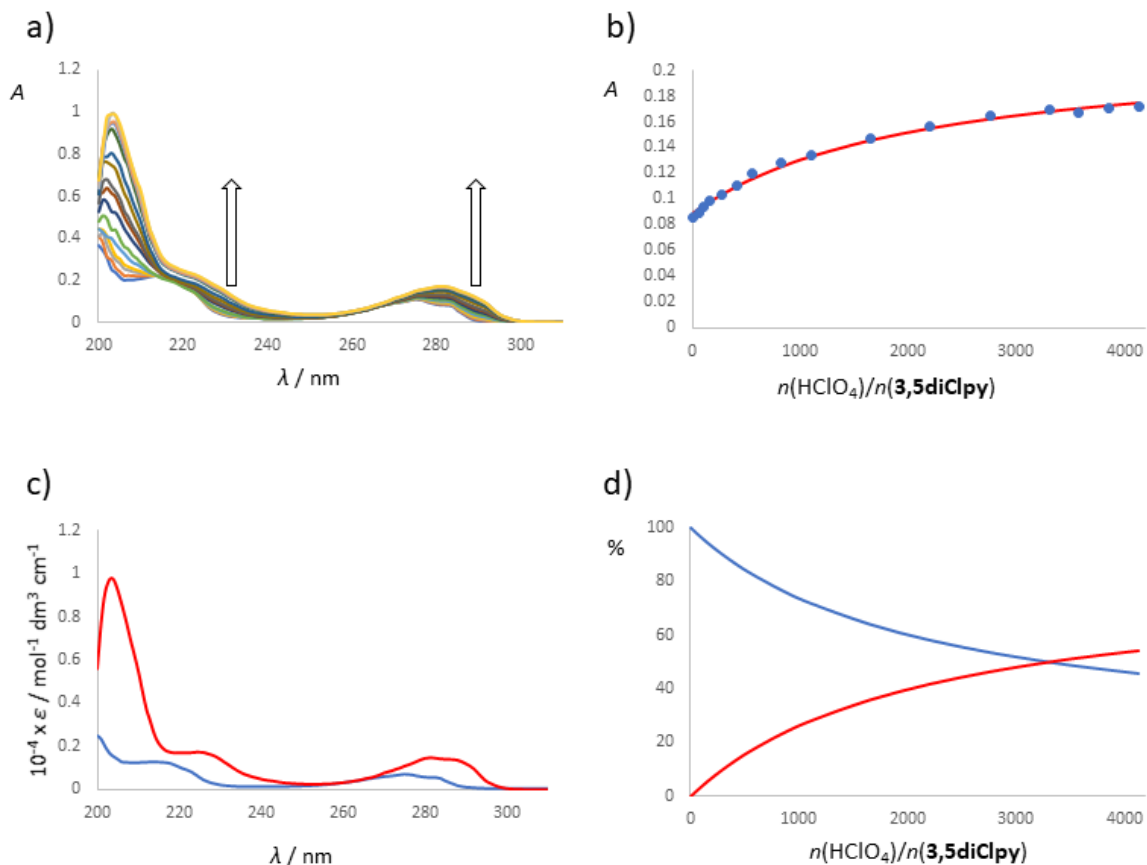 a)
A
1.2
1
0.8
0.6
0.4
0.2
0
200 220 240 260 280 300
λ / nm
b)
A
0.2
0.18
0.16
0.14
0.12
0.1
0.08
0.06
0.04
0.02
0
0 1000 2000 3000 4000
n(HClO₄)/n(3,5diClpy)
c)
10⁻⁴ x ε / mol⁻¹ dm³ cm⁻¹
1.2
1
0.8
0.6
0.4
0.2
0
200 220 240 260 280 300
λ / nm
d)
%
100
80
60
40
20
0
0 1000 2000 3000 4000
n(HClO₄)/n(3,5diClpy)